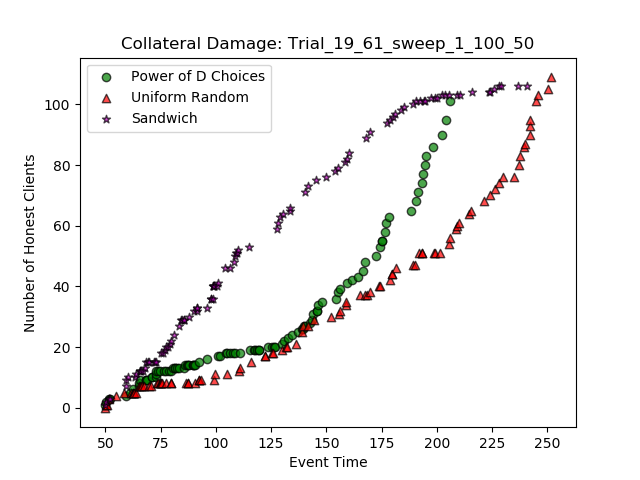 Collateral Damage: Trial_19_61_sweep_1_100_50
Power of D Choices
Uniform Random
Sandwich
Number of Honest Clients
100
80
60
40
20
0
50 75 100 125 150 175 200 225 250
Event Time